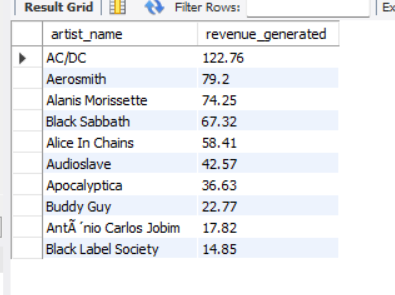 Result Grid Filter Rows: Ex
artist_name revenue_generated
AC/DC 122.76
Aerosmith 79.2
Alanis Morissette 74.25
Black Sabbath 67.32
Alice In Chains 58.41
Audioslave 42.57
Apocalyptica 36.63
Buddy Guy 22.77
AntÃ´nio Carlos Jobim 17.82
Black Label Society 14.85